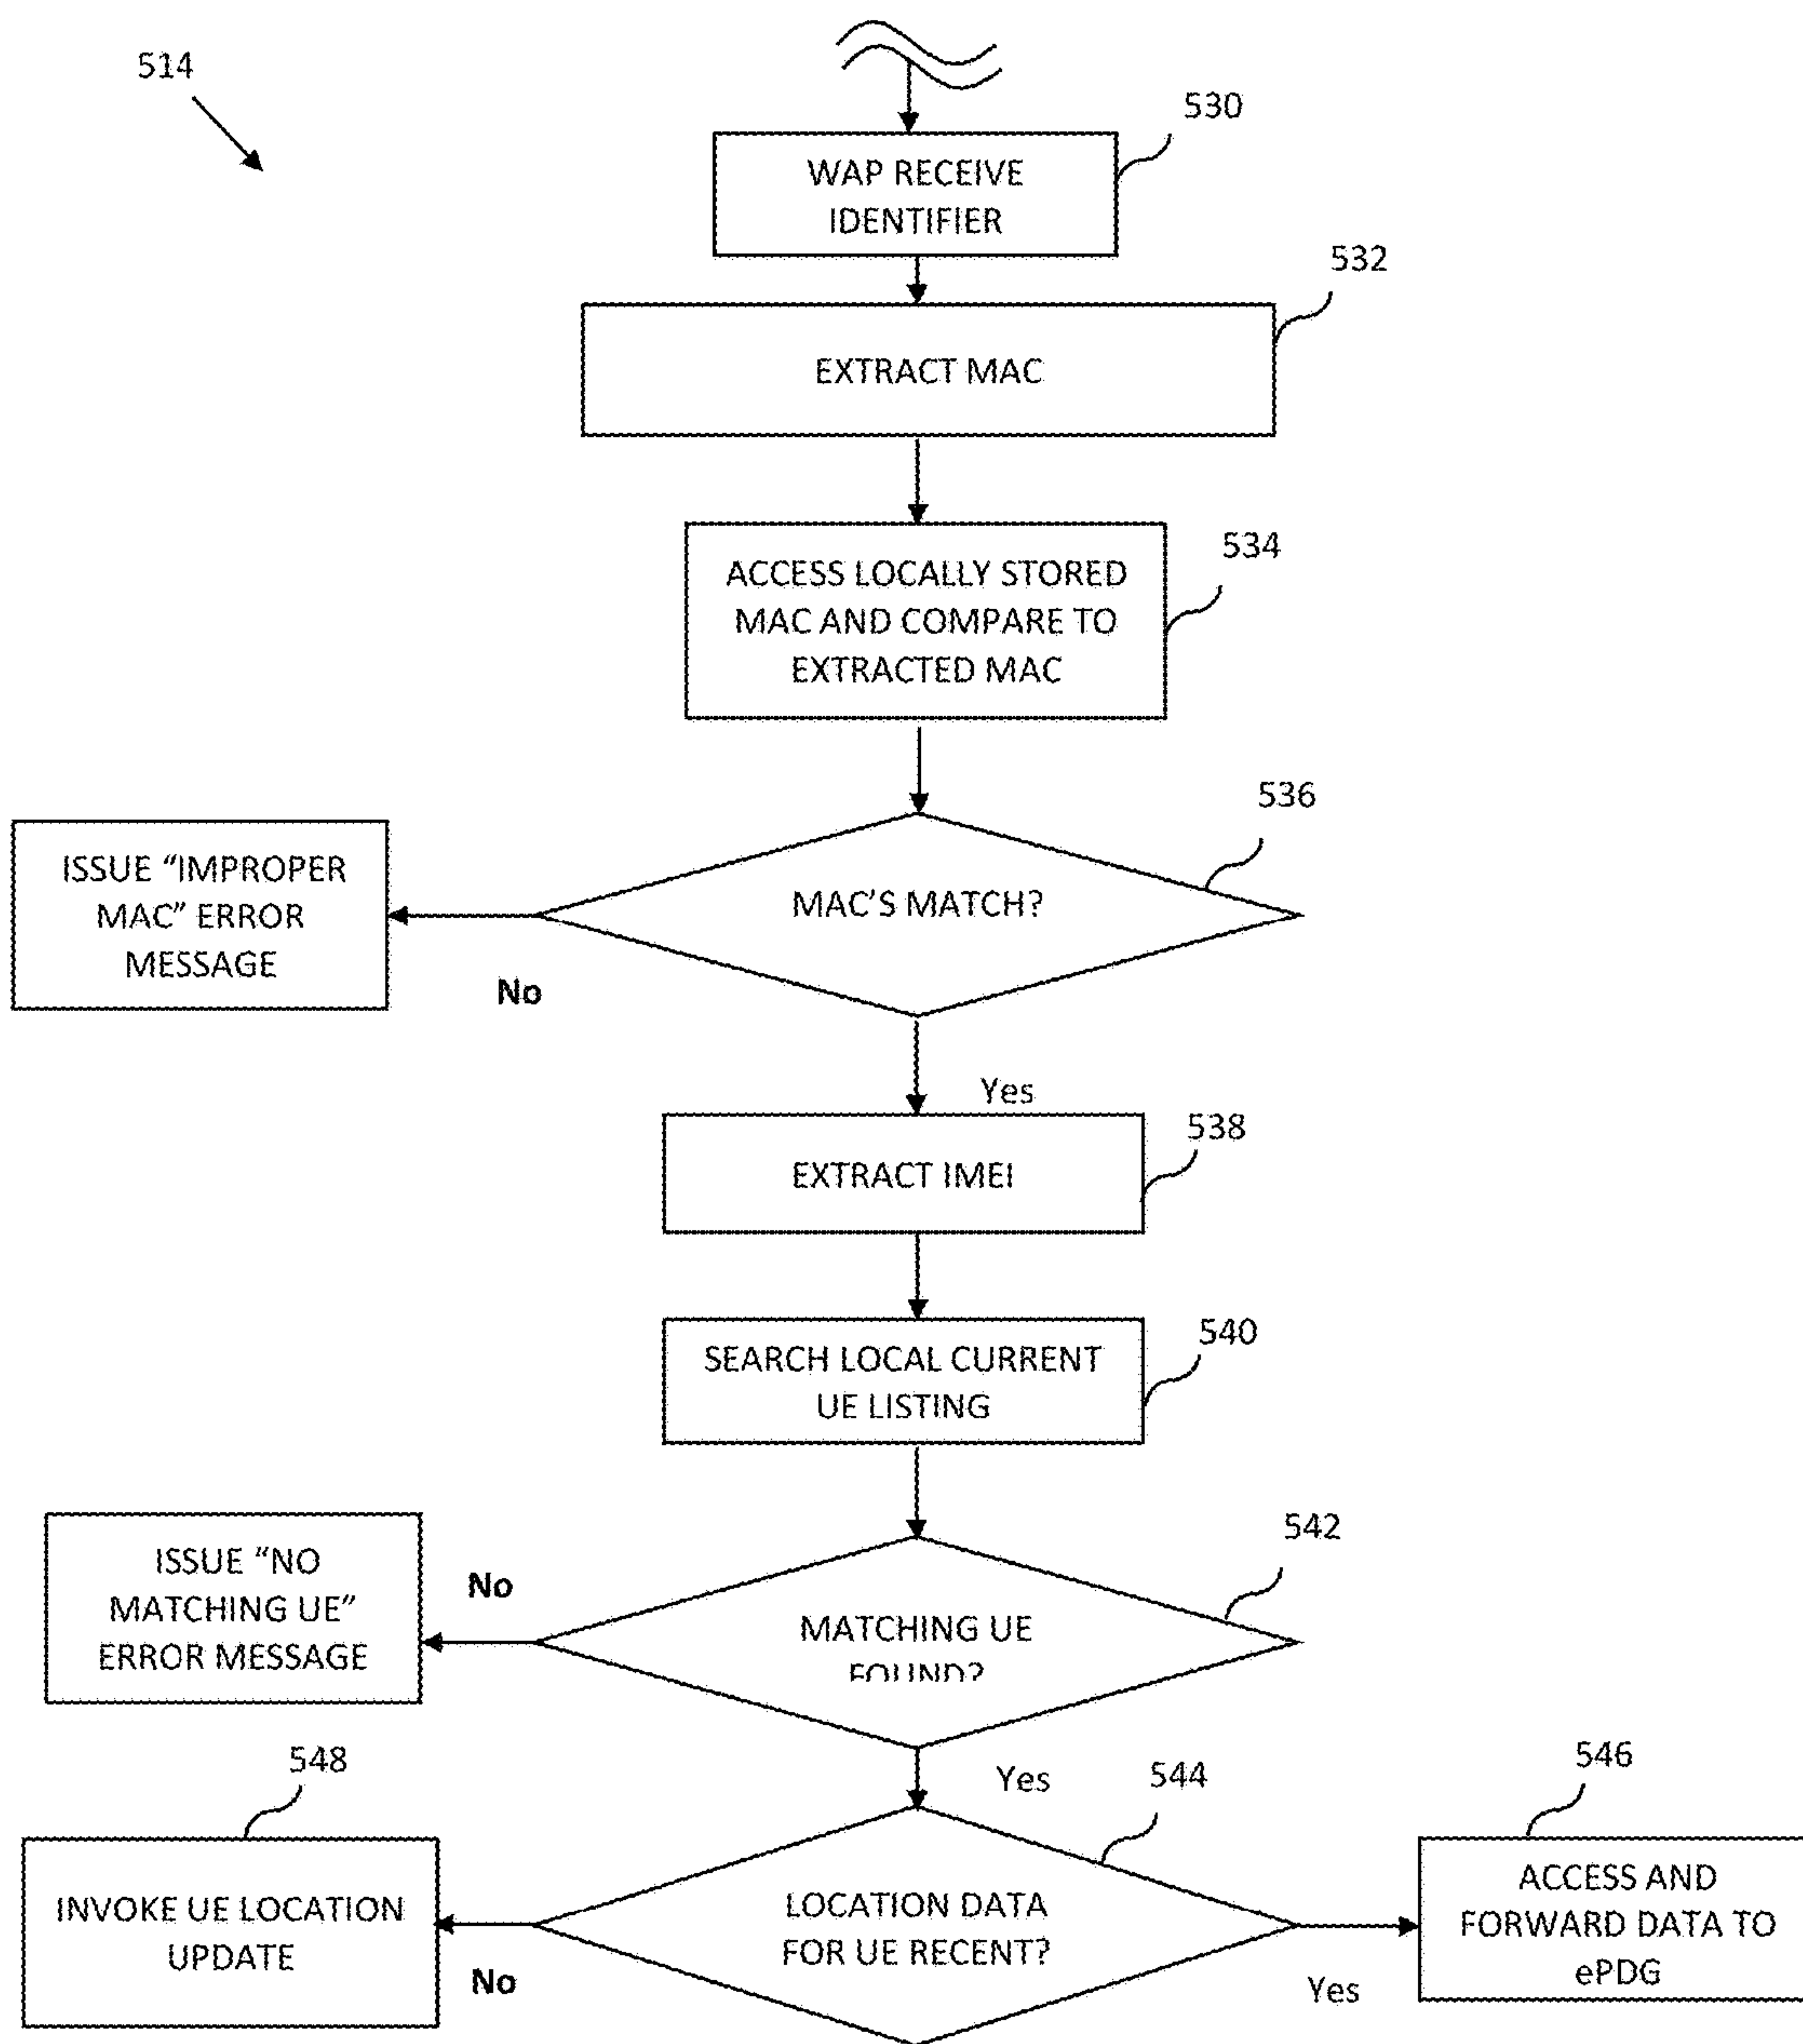 514
530
WAP RECEIVE
IDENTIFIER
532
EXTRACT MAC
534
ACCESS LOCALLY STORED
MAC AND COMPARE TO
EXTRACTED MAC
536
MAC'S MATCH?
ISSUE “IMPROPER
MAC” ERROR
MESSAGE
No
Yes
538
EXTRACT IMEI
540
SEARCH LOCAL CURRENT
UE LISTING
542
MATCHING UE
FOUND?
No
ISSUE “NO
MATCHING UE”
ERROR MESSAGE
Yes
544
LOCATION DATA
FOR UE RECENT?
548
INVOKE UE LOCATION
UPDATE
No
Yes
546
ACCESS AND
FORWARD DATA TO
ePDG